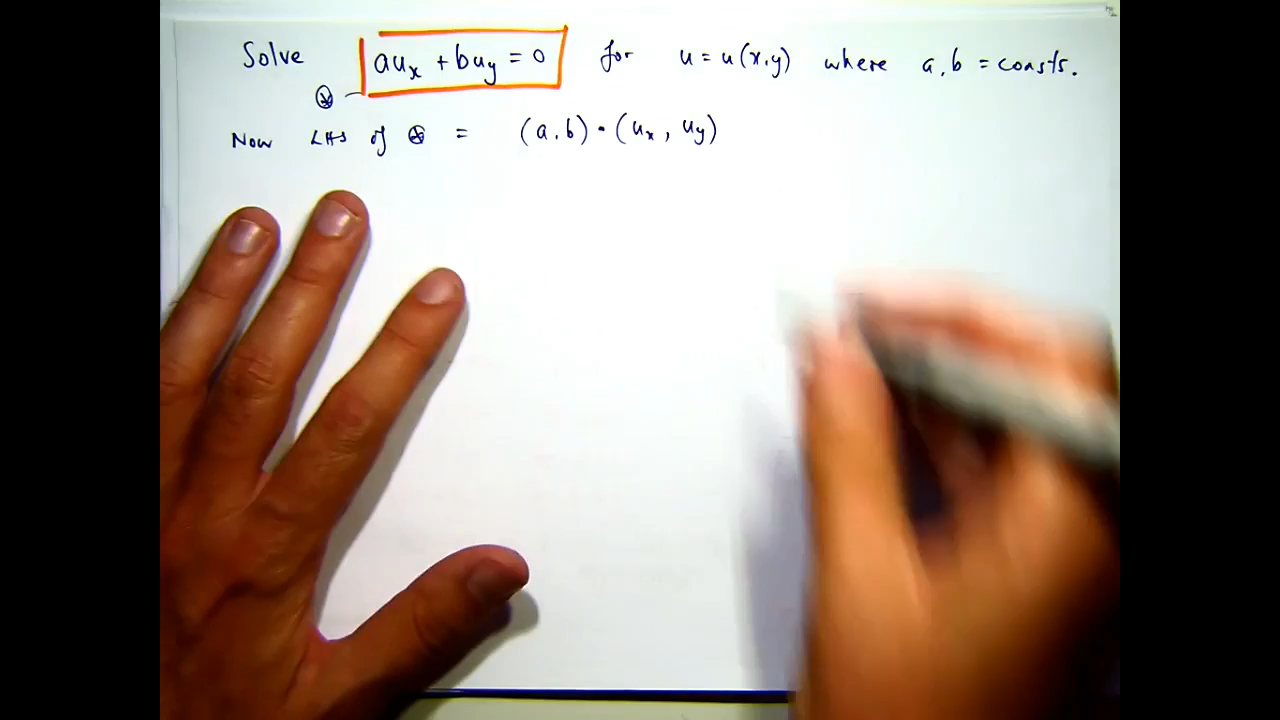 Solve au_x + bu_y = 0 for u = u(x,y) where a,b = consts.
⊛
Now LHS of ⊛ = (a,b) • (u_x, u_y)